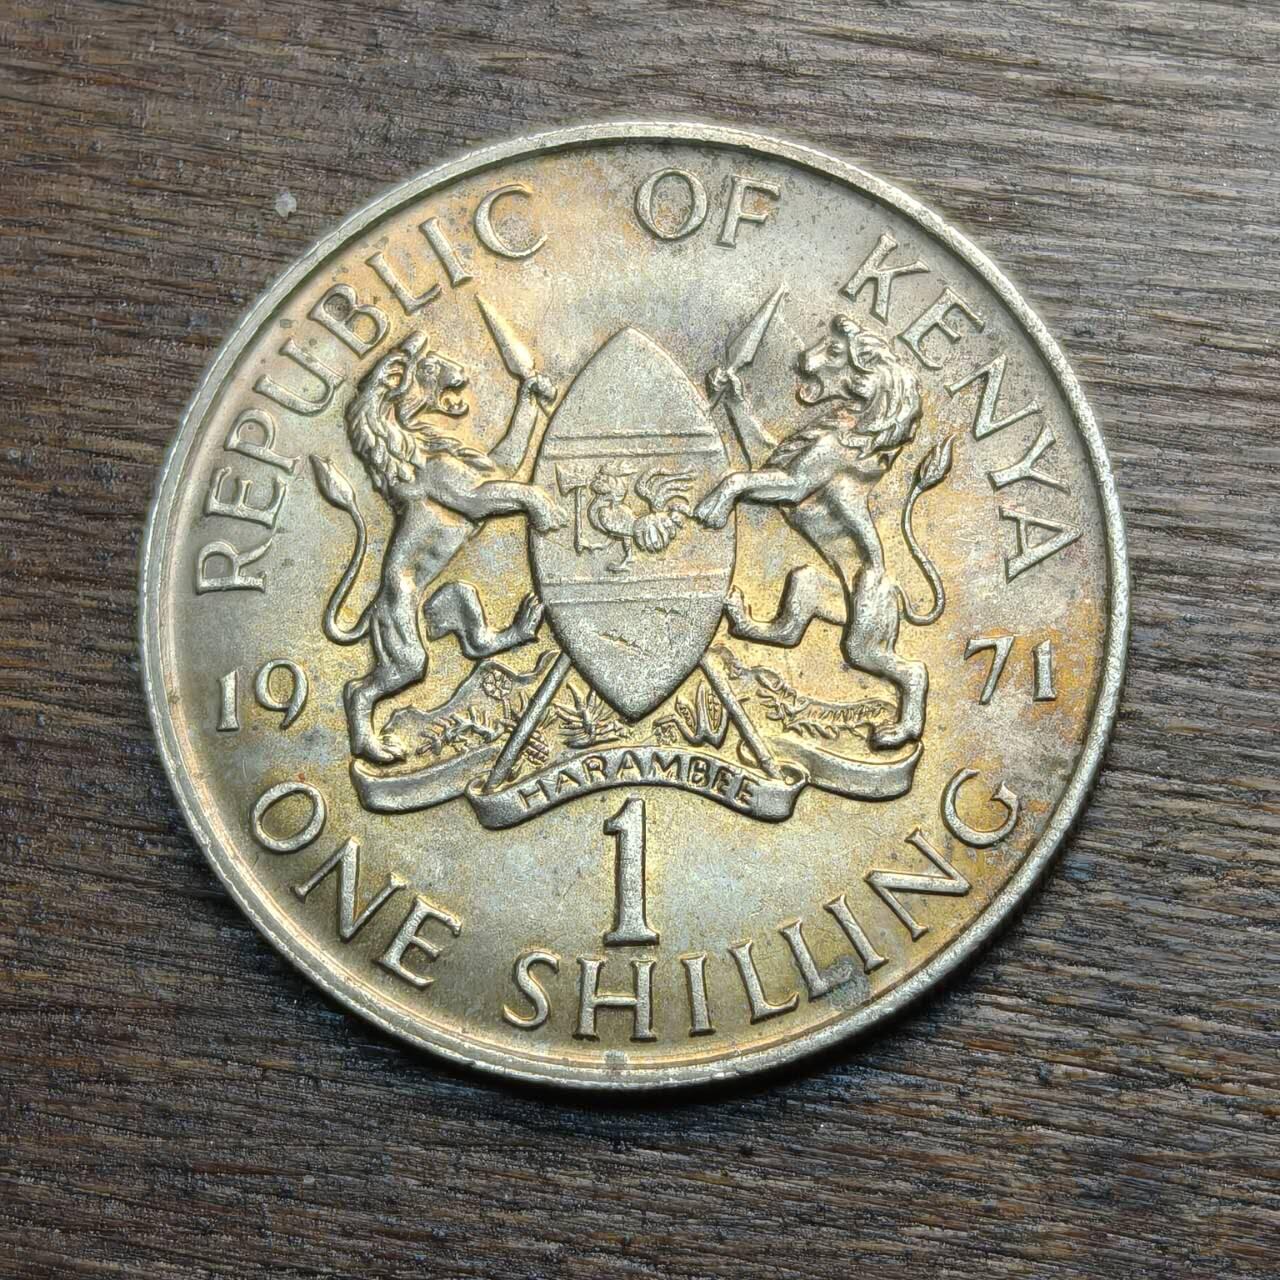 REPUBLIC OF KENYA
19 71
HARAMBEE
1
ONE SHILLING